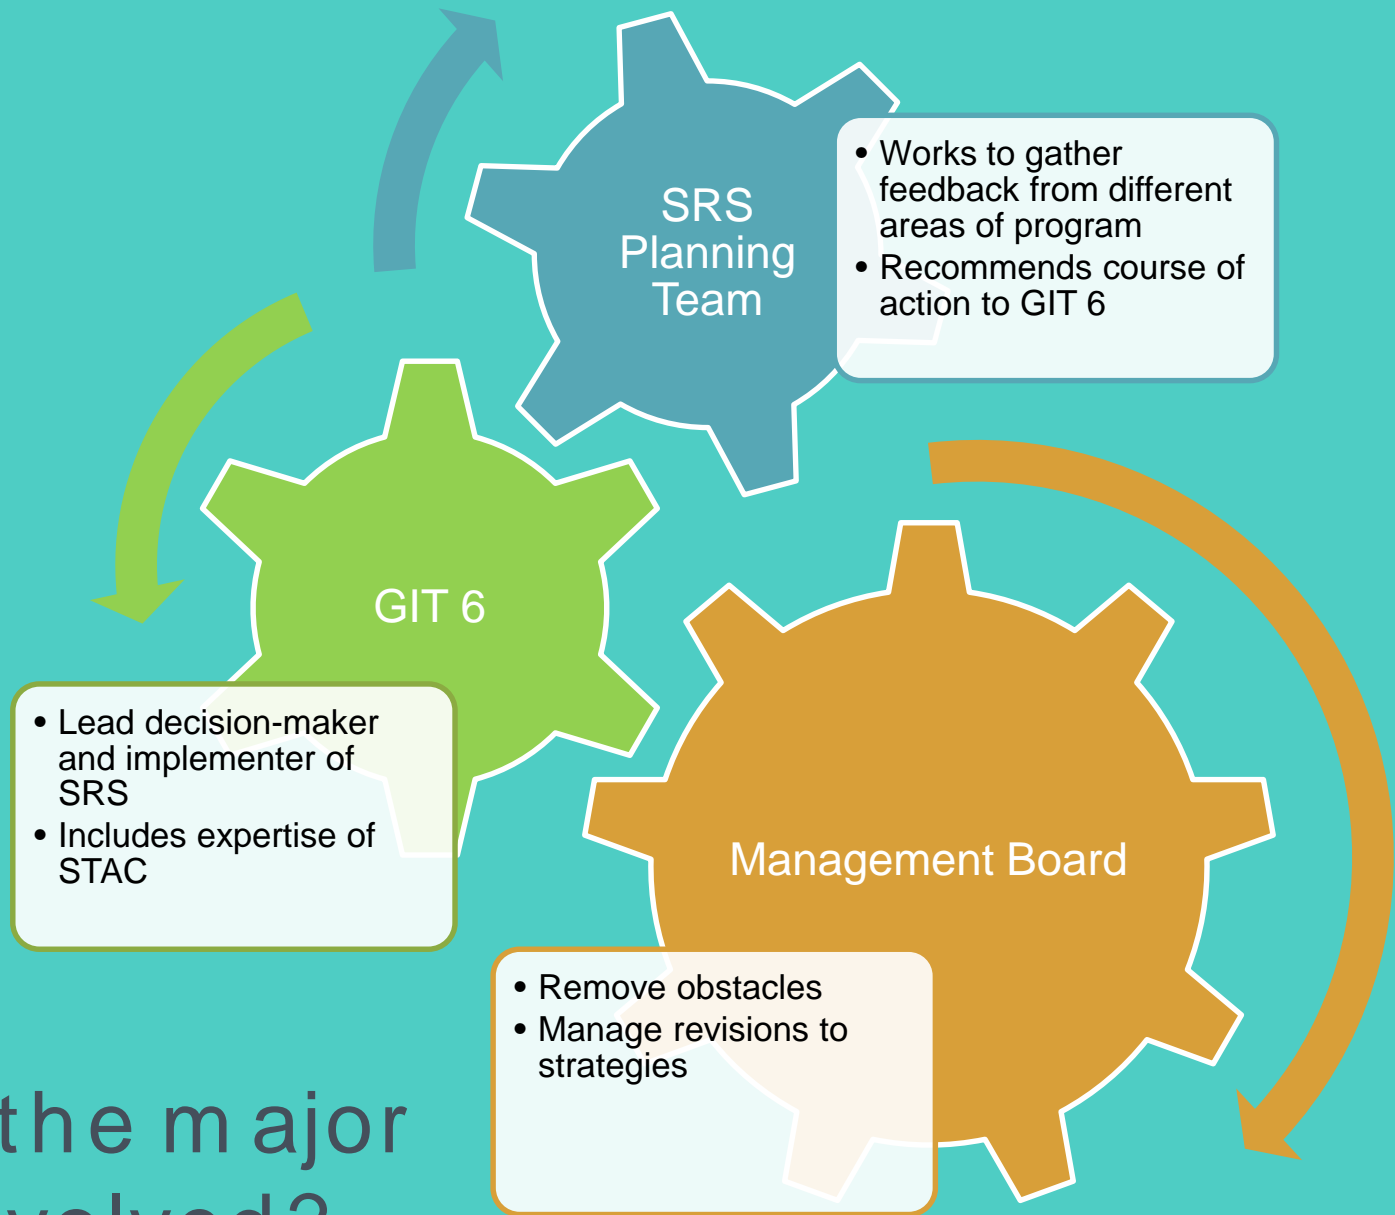 SRS
Planning
Team
• Works to gather
feedback from different
areas of program
• Recommends course of
action to GIT 6
GIT 6
• Lead decision-maker
and implementer of
SRS
• Includes expertise of
STAC
Management Board
• Remove obstacles
• Manage revisions to
strategies
the major